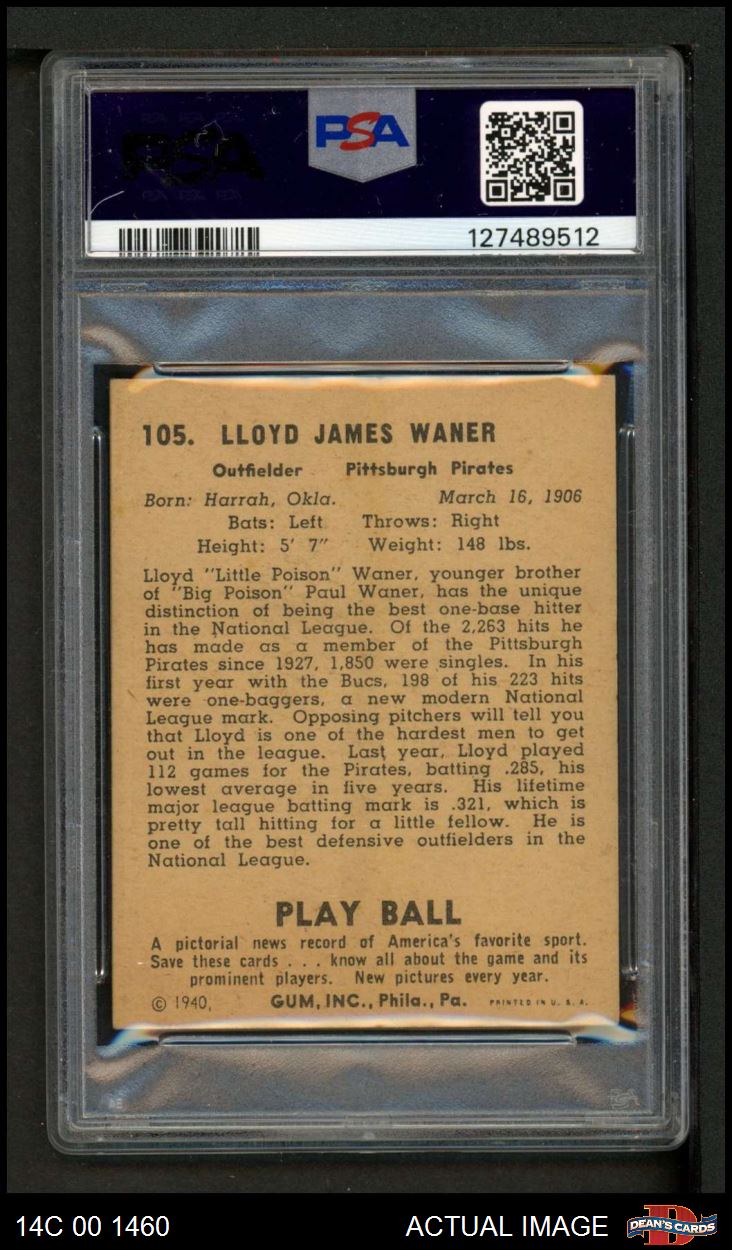 PSA
127489512
105. LLOYD JAMES WANER
Outfielder Pittsburgh Pirates
Born: Harrah, Okla. March 16, 1906
Bats: Left Throws: Right
Height: 5' 7" Weight: 148 lbs.
Lloyd "Little Poison" Waner, younger brother
of "Big Poison" Paul Waner, has the unique
distinction of being the best one-base hitter
in the National League. Of the 2,263 hits he
has made as a member of the Pittsburgh
Pirates since 1927, 1,850 were singles. In his
first year with the Bucs, 198 of his 223 hits
were one-baggers, a new modern National
League mark. Opposing pitchers will tell you
that Lloyd is one of the hardest men to get
out in the league. Last year, Lloyd played
112 games for the Pirates, batting .285, his
lowest average in five years. His lifetime
major league batting mark is .321, which is
pretty tall hitting for a little fellow. He is
one of the best defensive outfielders in the
National League.
PLAY BALL
A pictorial news record of America's favorite sport.
Save these cards . . . know all about the game and its
prominent players. New pictures every year.
© 1940, GUM, INC., Phila., Pa. PRINTED IN U. S. A.
14C 00 1460 ACTUAL IMAGE DEAN'S CARDS